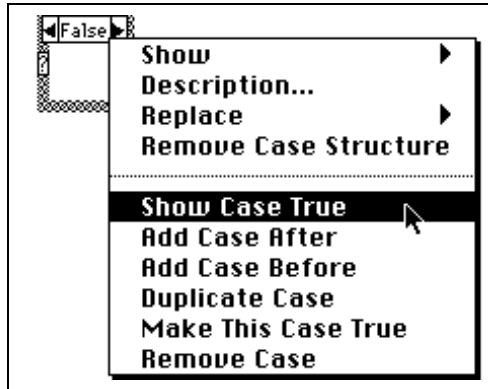 False
?
Show
Description...
Replace
Remove Case Structure
Show Case True
Add Case After
Add Case Before
Duplicate Case
Make This Case True
Remove Case